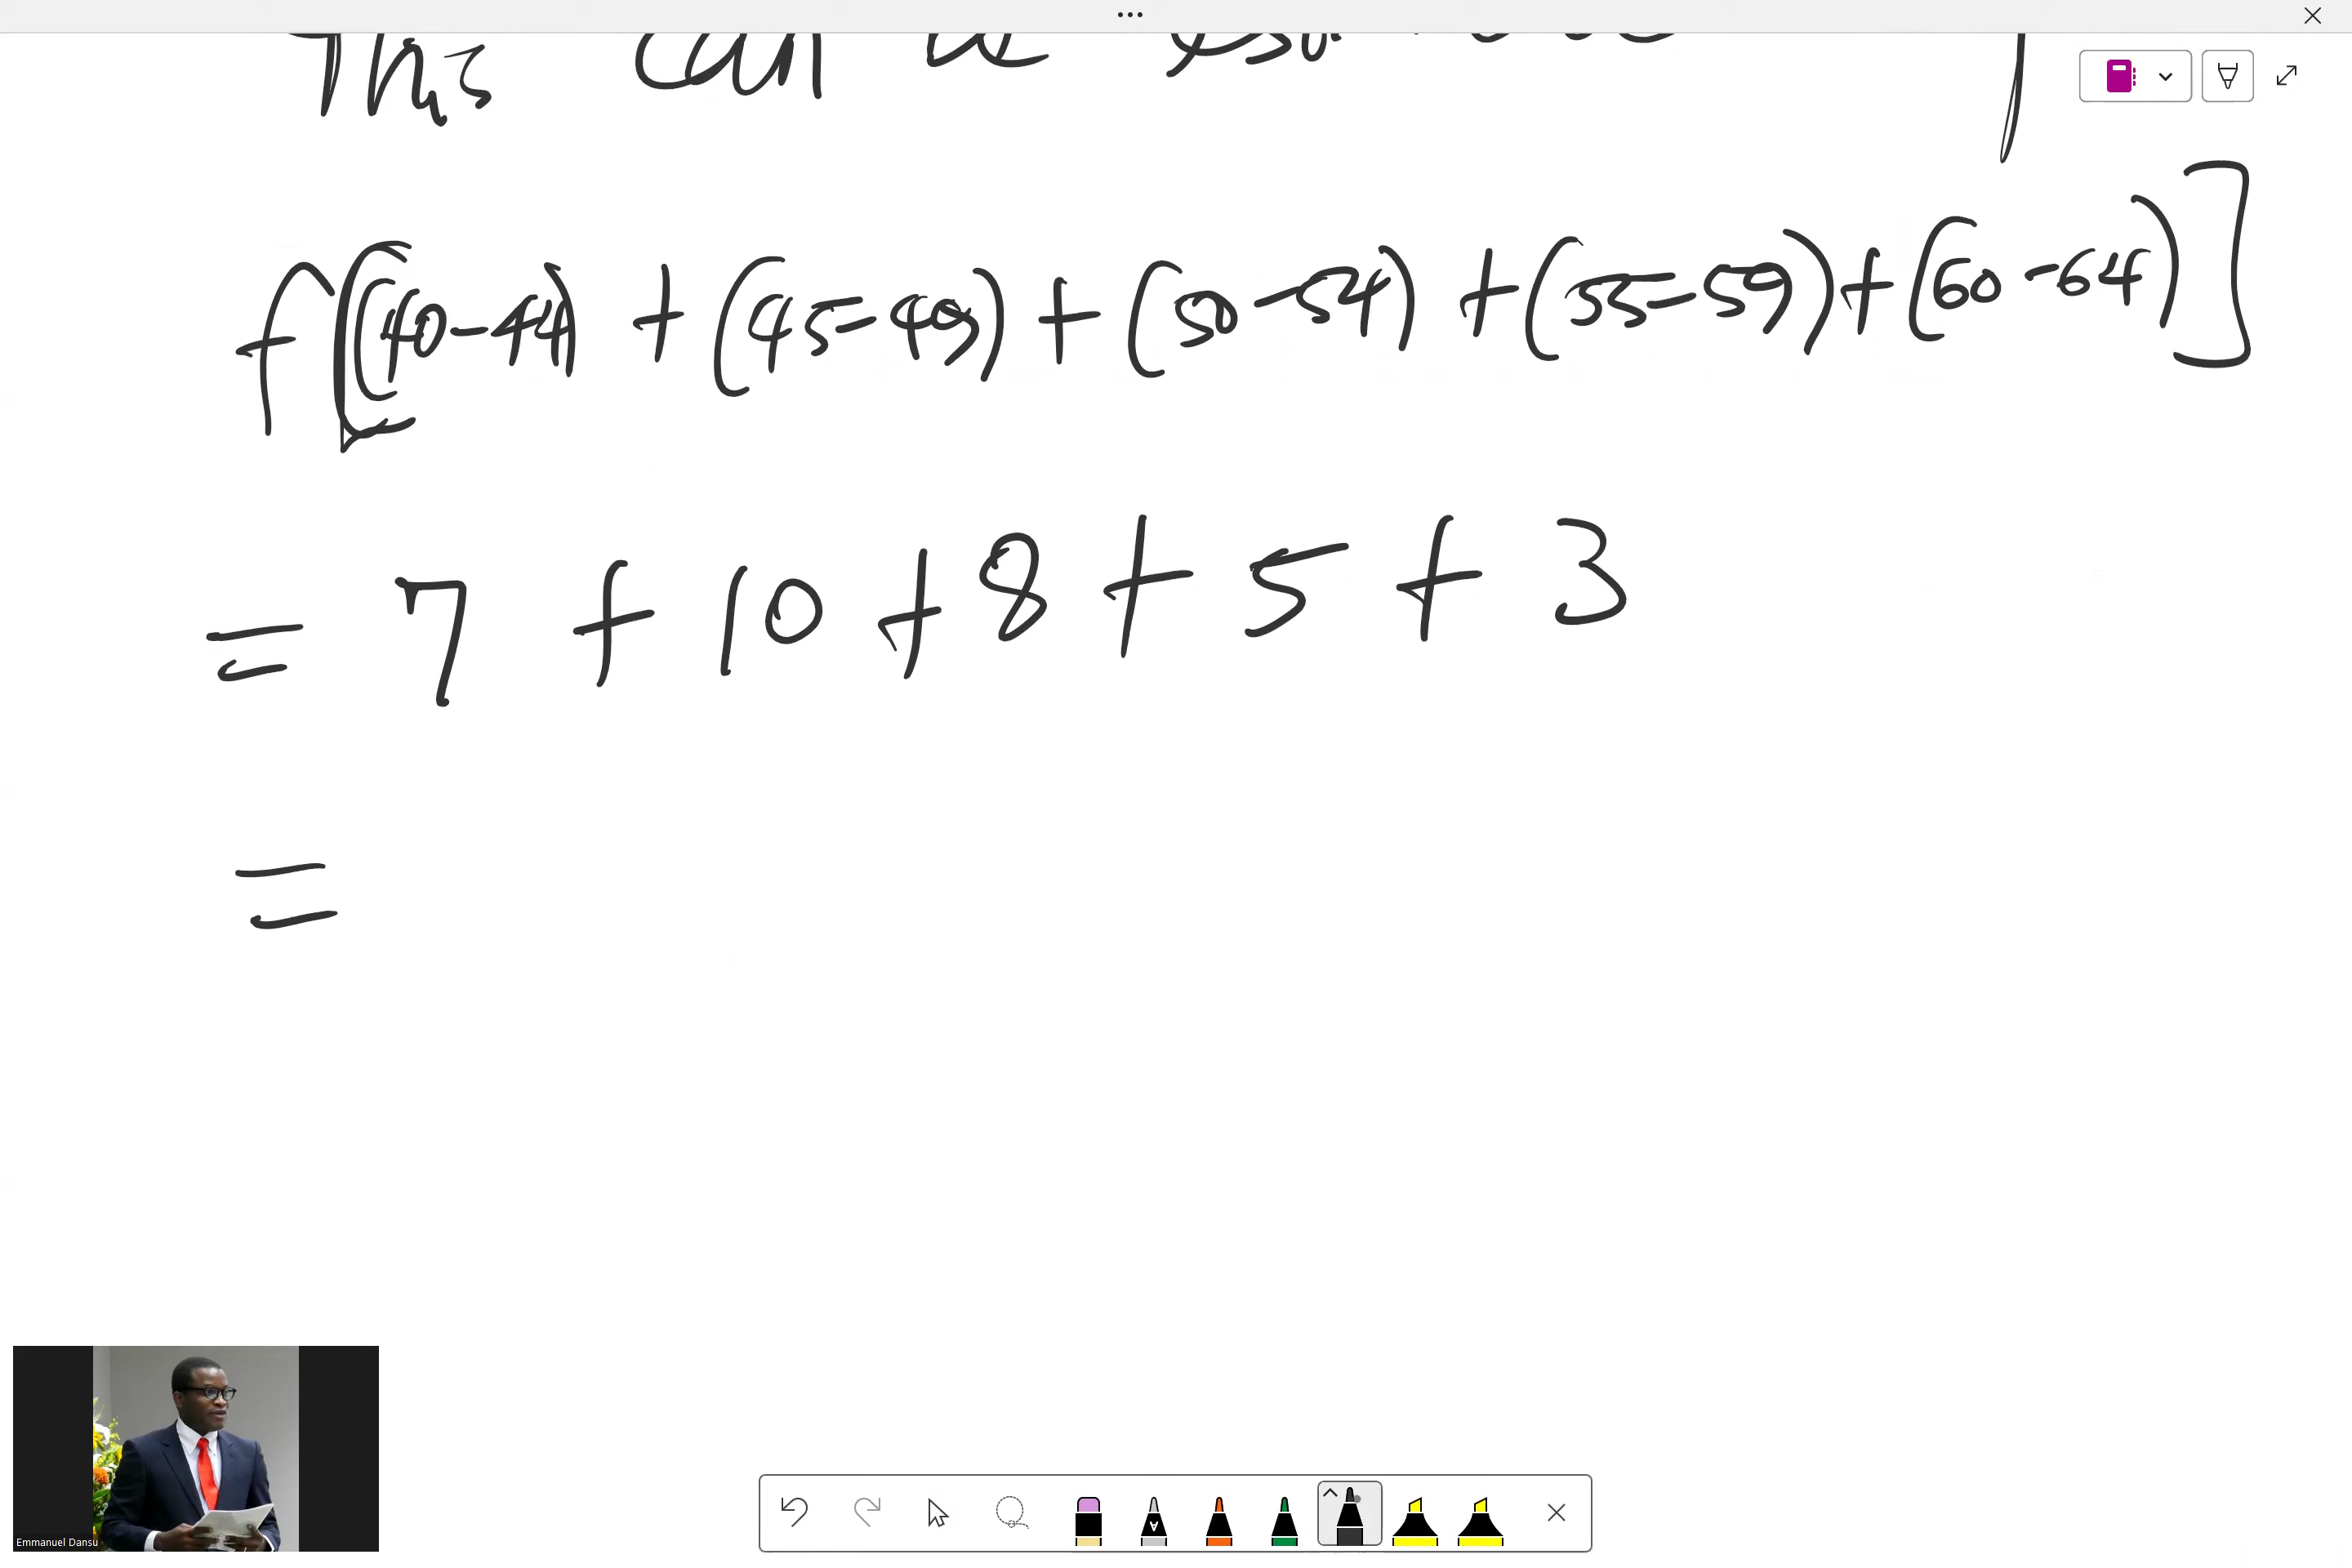 This can be
f[(40-44) + (45-49) + (50-54) + (55-59) + (60-64)]
= 7 + 10 + 8 + 5 + 3
=
Emmanuel Dansu